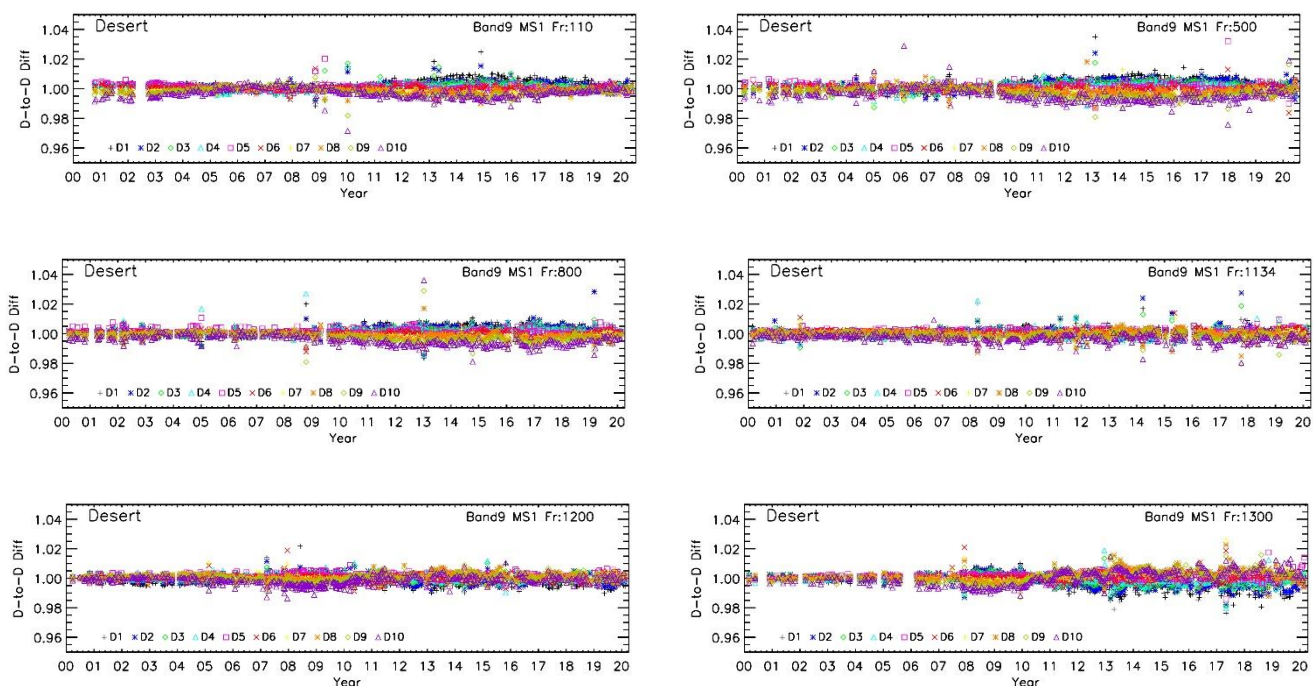 Desert Band9 MS1 Fr:110
D-to-D Diff
1.04
1.02
1.00
0.98
0.96
+ D1 ✱ D2 ◇ D3 △ D4 □ D5 × D6 + D7 ✱ D8 ◇ D9 △ D10
00 01 02 03 04 05 06 07 08 09 10 11 12 13 14 15 16 17 18 19 20
Year
Desert Band9 MS1 Fr:500
D-to-D Diff
1.04
1.02
1.00
0.98
0.96
+ D1 ✱ D2 ◇ D3 △ D4 □ D5 × D6 + D7 ✱ D8 ◇ D9 △ D10
00 01 02 03 04 05 06 07 08 09 10 11 12 13 14 15 16 17 18 19 20
Year
Desert Band9 MS1 Fr:800
D-to-D Diff
1.04
1.02
1.00
0.98
0.96
+ D1 ✱ D2 ◇ D3 △ D4 □ D5 × D6 + D7 ✱ D8 ◇ D9 △ D10
00 01 02 03 04 05 06 07 08 09 10 11 12 13 14 15 16 17 18 19 20
Year
Desert Band9 MS1 Fr:1134
D-to-D Diff
1.04
1.02
1.00
0.98
0.96
+ D1 ✱ D2 ◇ D3 △ D4 □ D5 × D6 + D7 ✱ D8 ◇ D9 △ D10
00 01 02 03 04 05 06 07 08 09 10 11 12 13 14 15 16 17 18 19 20
Year
Desert Band9 MS1 Fr:1200
D-to-D Diff
1.04
1.02
1.00
0.98
0.96
+ D1 ✱ D2 ◇ D3 △ D4 □ D5 × D6 + D7 ✱ D8 ◇ D9 △ D10
00 01 02 03 04 05 06 07 08 09 10 11 12 13 14 15 16 17 18 19 20
Year
Desert Band9 MS1 Fr:1300
D-to-D Diff
1.04
1.02
1.00
0.98
0.96
+ D1 ✱ D2 ◇ D3 △ D4 □ D5 × D6 + D7 ✱ D8 ◇ D9 △ D10
00 01 02 03 04 05 06 07 08 09 10 11 12 13 14 15 16 17 18 19 20
Year